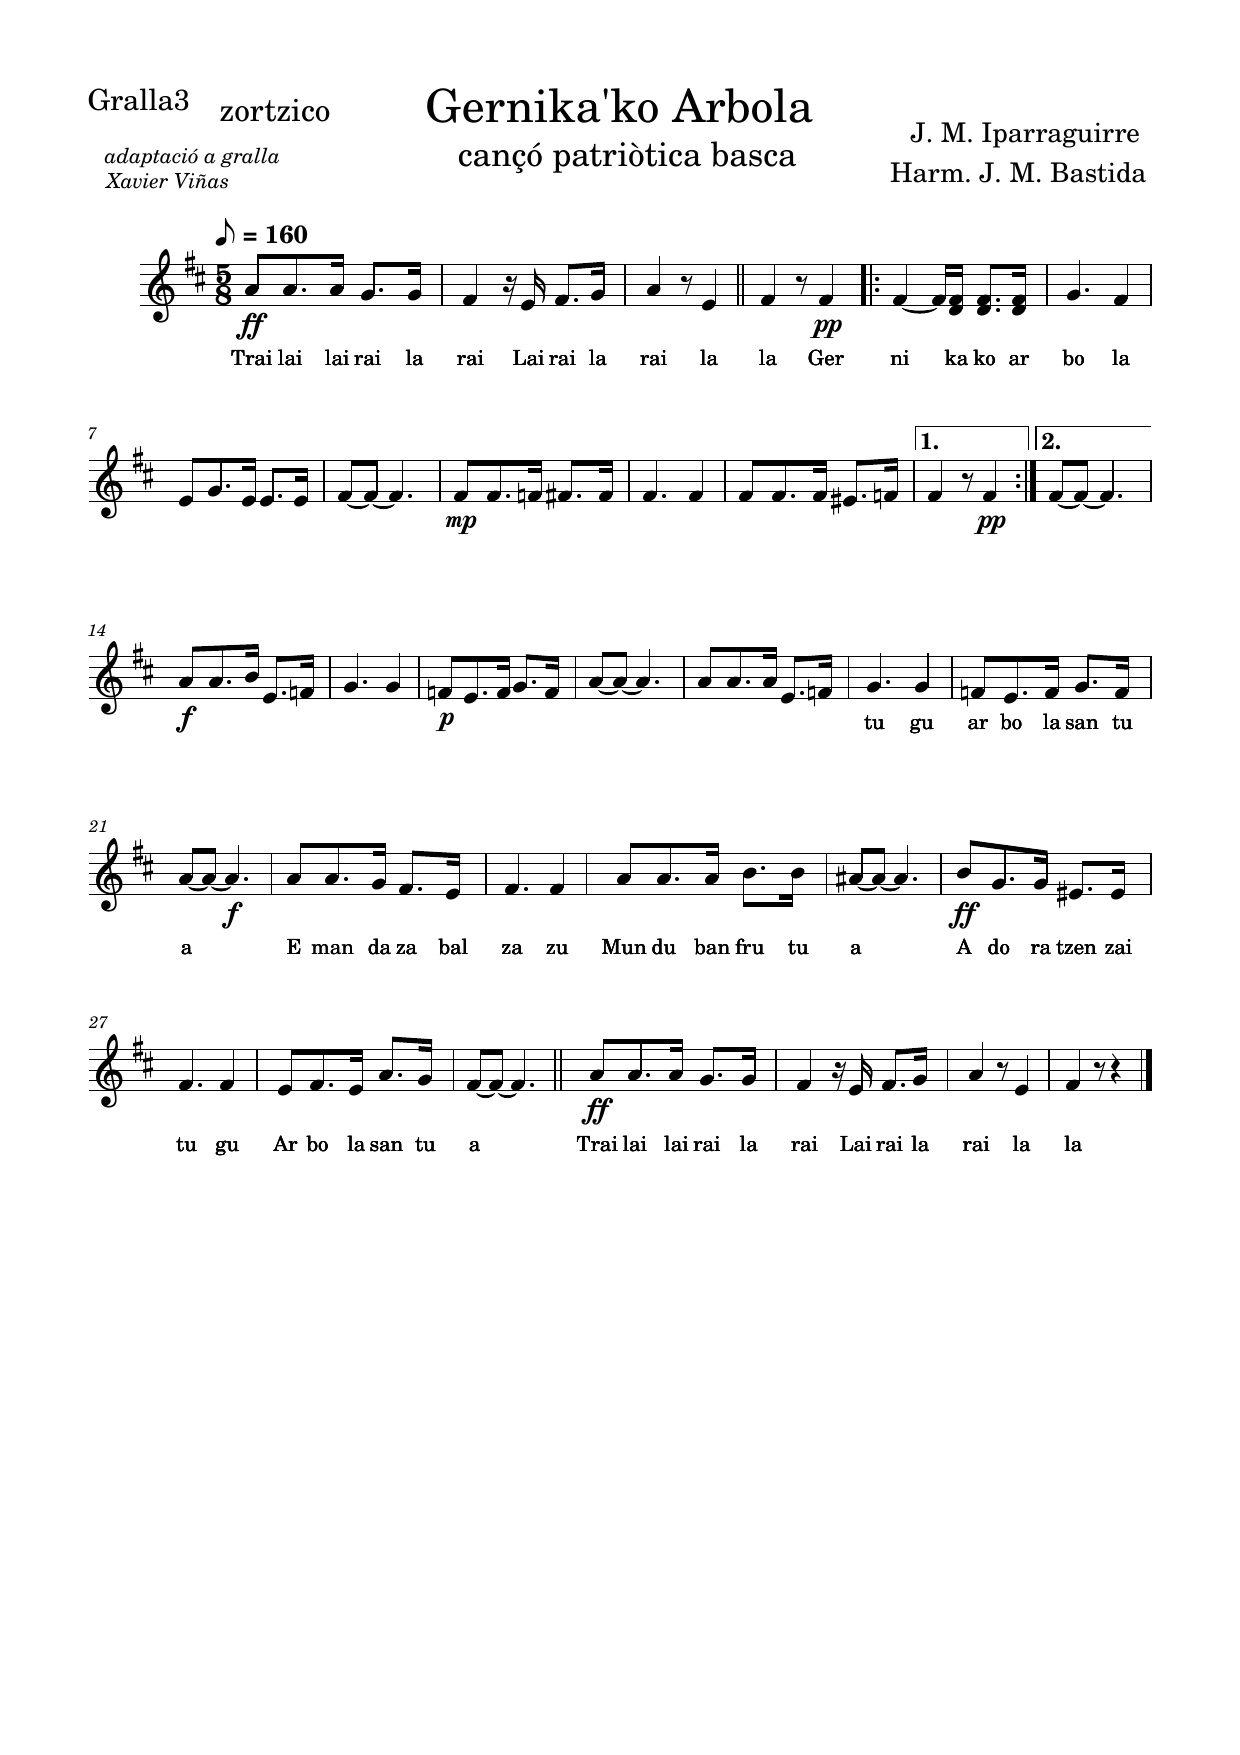 Gralla3
zortzico
Gernika'ko Arbola
J. M. Iparraguirre
adaptació a gralla
cançó patriòtica basca
Harm. J. M. Bastida
Xavier Viñas
= 160
5
8
ff
pp
Trai lai lai rai la rai Lai rai la rai la la Ger ni ka ko ar bo la
7
1.
2.
mp
pp
14
f
p
tu gu ar bo la san tu
21
f
ff
a E man da za bal za zu Mun du ban fru tu a A do ra tzen zai
27
ff
tu gu Ar bo la san tu a Trai lai lai rai la rai Lai rai la rai la la